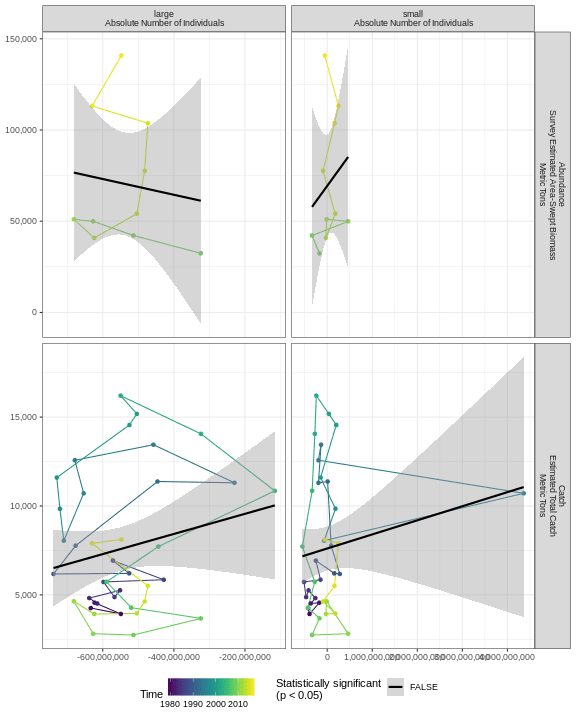 large
Absolute Number of Individuals
small
Absolute Number of Individuals
150,000
100,000
50,000
0
Abundance
Survey Estimated Area-Swept Biomass
Metric Tons
15,000
10,000
5,000
Catch
Estimated Total Catch
Metric Tons
-600,000,000
-400,000,000
-200,000,000
0
1,000,000,000
2,000,000,000
3,000,000,000
4,000,000,000
Time
1980 1990 2000 2010
Statistically significant
(p < 0.05)
FALSE